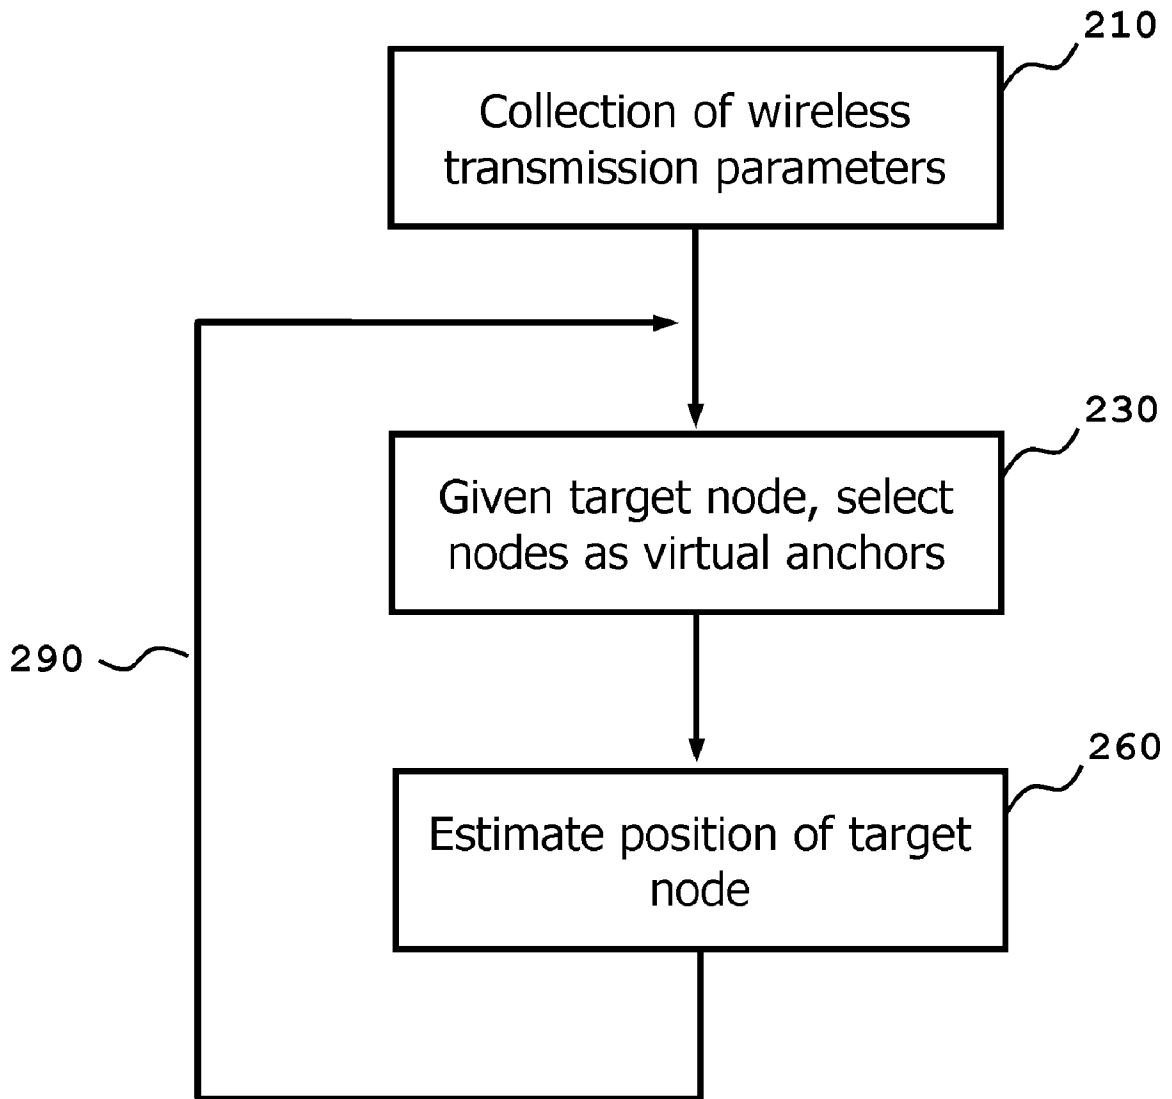 210
Collection of wireless
transmission parameters
230
Given target node, select
nodes as virtual anchors
290
260
Estimate position of target
node